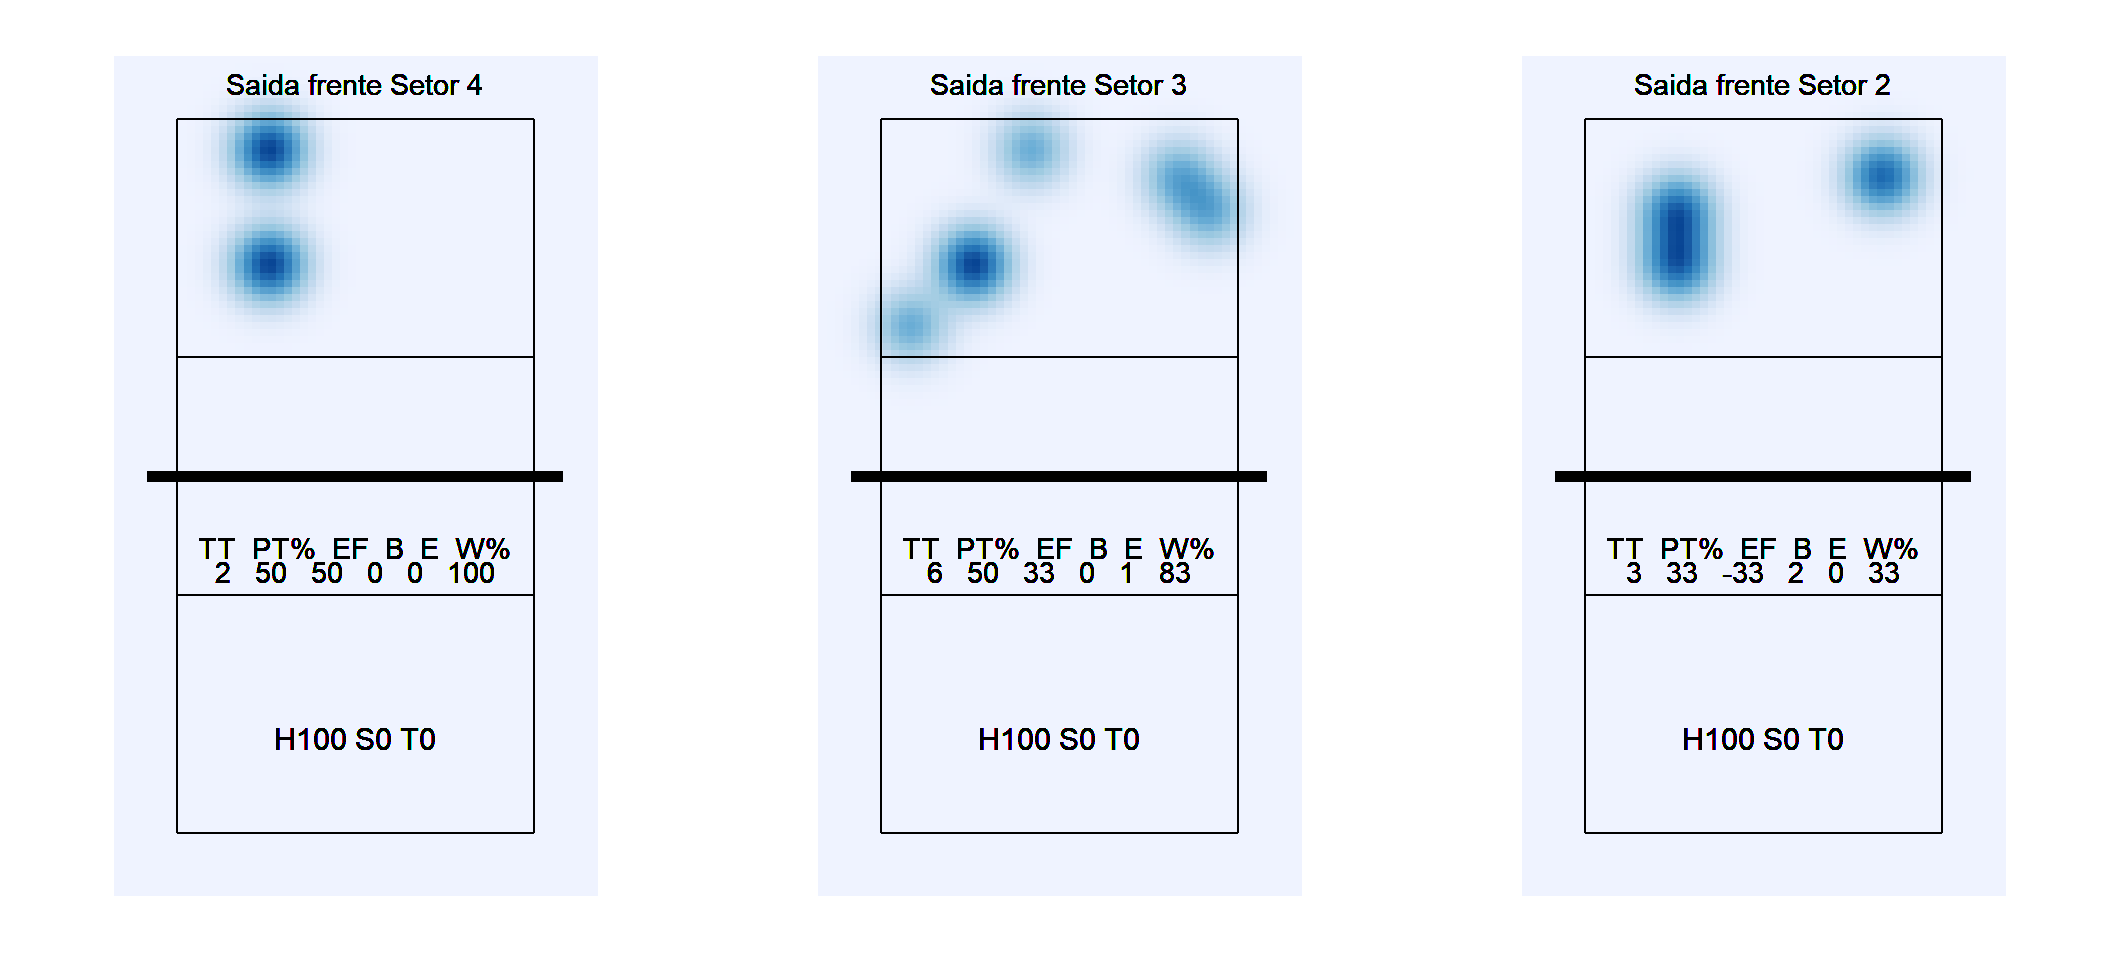 Saida frente Setor 4
TT PT% EF B E W%
2 50 50 0 0 100
H100 S0 T0
Saida frente Setor 3
TT PT% EF B E W%
6 50 33 0 1 83
H100 S0 T0
Saida frente Setor 2
TT PT% EF B E W%
3 33 -33 2 0 33
H100 S0 T0